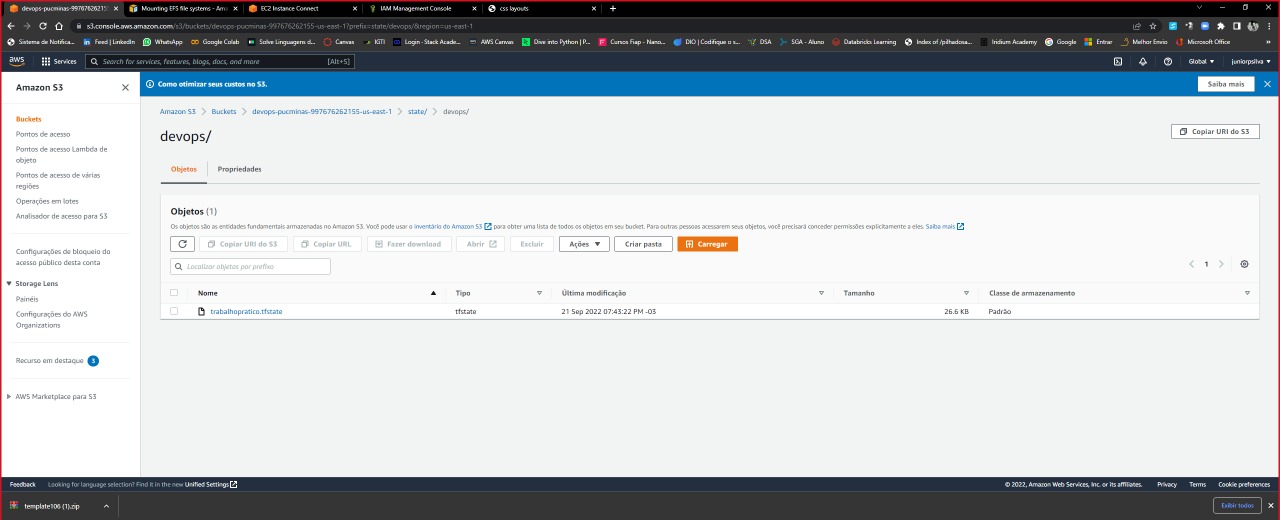 devops-pucminas-997676262155-us-
Mounting EFS file systems - Ama
EC2 Instance Connect
IAM Management Console
css layouts
s3.console.aws.amazon.com/s3/buckets/devops-pucminas-997676262155-us-east-1?prefix=state/devops/&region=us-east-1
Sistema de Notifica...
Feed | LinkedIn
WhatsApp
Google Colab
Solve Linguagens d...
Canvas
IGTI
Login - Stack Acade...
AWS Canvas
Dive into Python | P...
Cursos Fiap - Nano...
DIO | Codifique o s...
DSA
SGA - Aluno
Databricks Learning
Index of /pilhadosa...
Iridium Academy
Google
Entrar
Melhor Envio
Microsoft Office
aws
Services
Search for services, features, blogs, docs, and more
[Alt+S]
Global
juniorpsilva
Amazon S3
Buckets
Pontos de acesso
Pontos de acesso Lambda de
objeto
Pontos de acesso de várias
regiões
Operações em lotes
Analisador de acesso para S3
Configurações de bloqueio do
acesso público desta conta
Storage Lens
Painéis
Configurações do AWS
Organizations
Recurso em destaque 3
AWS Marketplace para S3
Como otimizar seus custos no S3.
Saiba mais
Amazon S3
Buckets
devops-pucminas-997676262155-us-east-1
state/
devops/
devops/
Copiar URI do S3
Objetos
Propriedades
Objetos (1)
Os objetos são as entidades fundamentais armazenadas no Amazon S3. Você pode usar o inventário do Amazon S3 para obter uma lista de todos os objetos em seu bucket. Para outras pessoas acessarem seus objetos, você precisará conceder permissões explicitamente a eles. Saiba mais
Copiar URI do S3
Copiar URL
Fazer download
Abrir
Excluir
Ações
Criar pasta
Carregar
Localizar objetos por prefixo
1
Nome
Tipo
Última modificação
Tamanho
Classe de armazenamento
trabalhopratico.tfstate
tfstate
21 Sep 2022 07:43:22 PM -03
26.6 KB
Padrão
Feedback
Looking for language selection? Find it in the new Unified Settings
© 2022, Amazon Web Services, Inc. or its affiliates.
Privacy
Terms
Cookie preferences
template106 (1).zip
Exibir todos